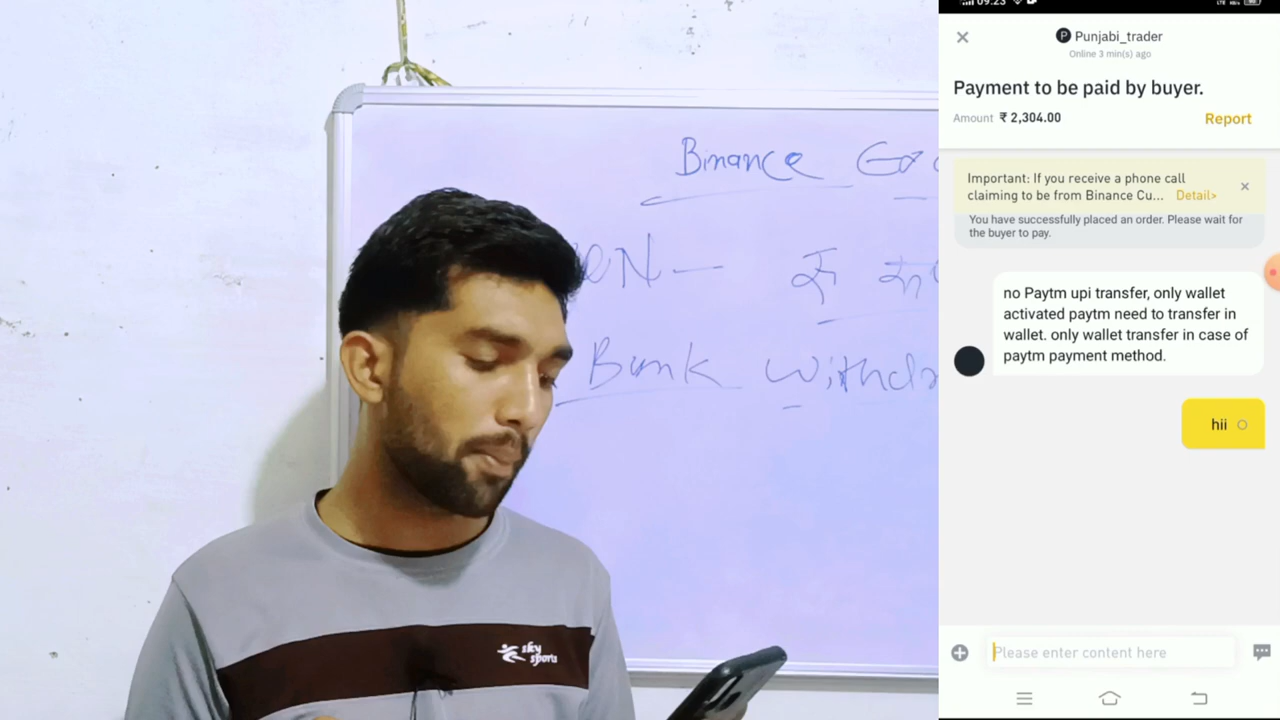 Binance
N —
Bank
sky
sports
09:23
Punjabi_trader
Online 3 min(s) ago
Payment to be paid by buyer.
Amount ₹ 2,304.00
Report
Important: If you receive a phone call
claiming to be from Binance Cu... Detail>
You have successfully placed an order. Please wait for
the buyer to pay.
no Paytm upi transfer, only wallet
activated paytm need to transfer in
wallet. only wallet transfer in case of
paytm payment method.
hii
Please enter content here